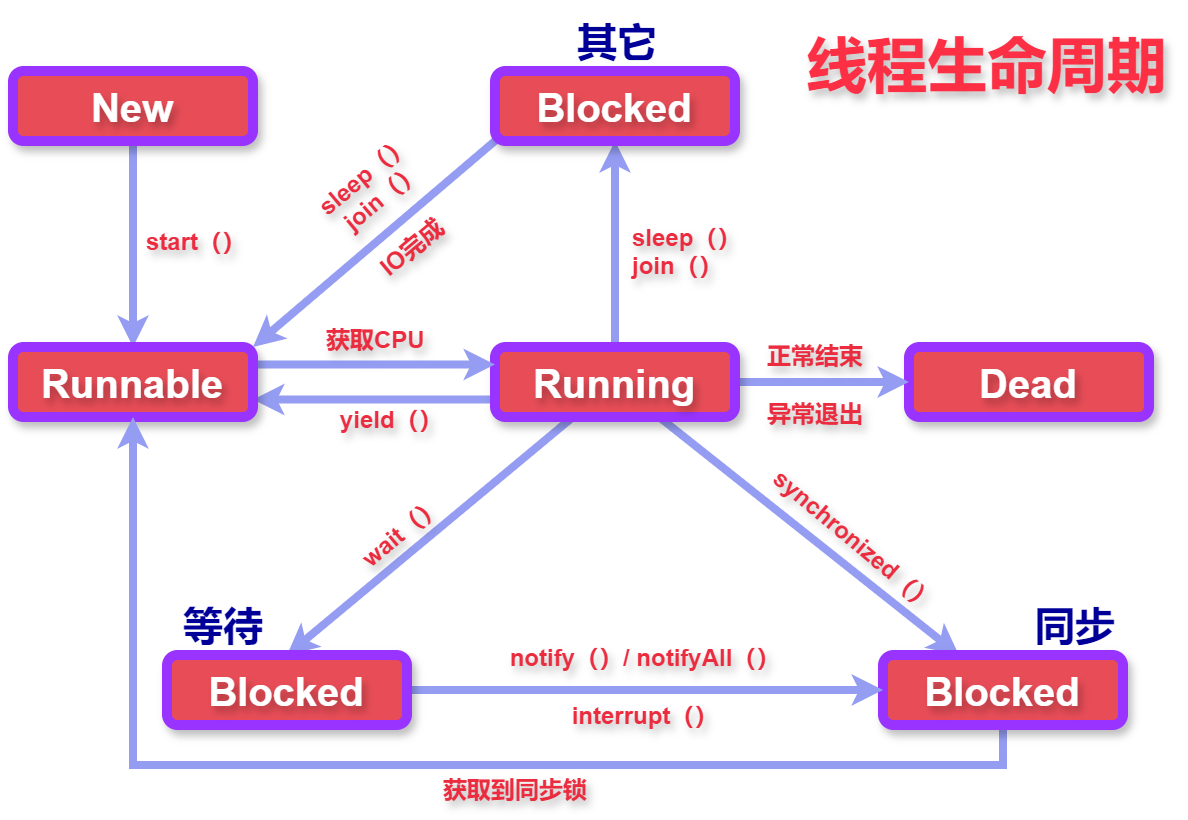 其它
线程生命周期
New
Blocked
sleep（）
join（）
IO完成
start（）
sleep（）
join（）
获取CPU
正常结束
Runnable
Running
Dead
yield（）
异常退出
wait（）
synchronized（）
等待
同步
notify（）/ notifyAll（）
Blocked
Blocked
interrupt（）
获取到同步锁